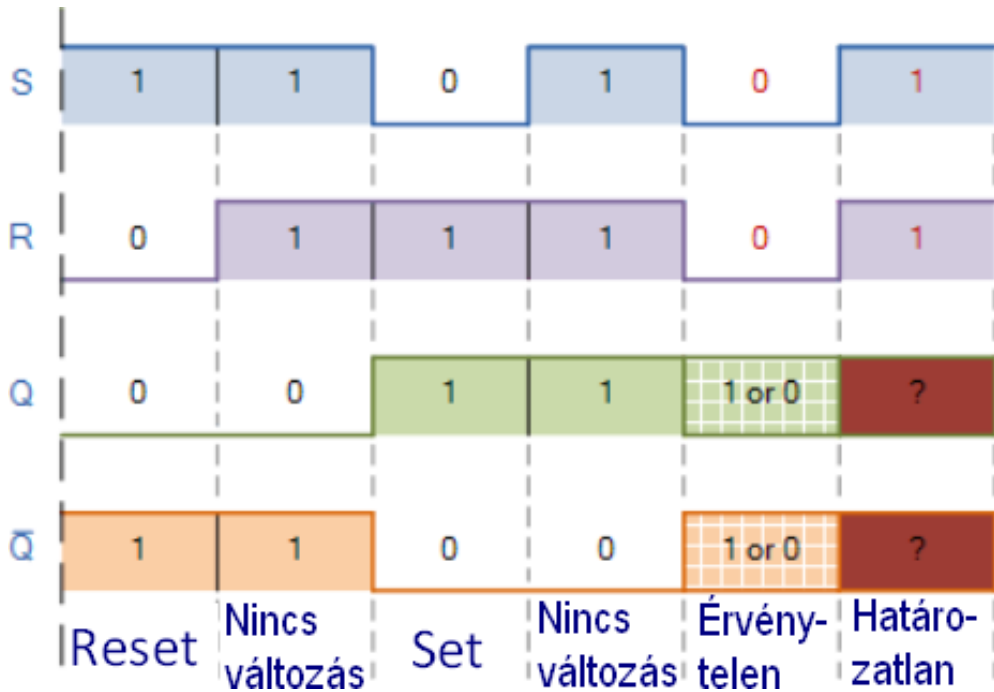 S 1 1 0 1 0 1
R 0 1 1 1 0 1
Q 0 0 1 1 1 or 0 ?
Q̄ 1 1 0 0 1 or 0 ?
Reset Nincs változás Set Nincs változás Érvény- telen Határo- zatlan